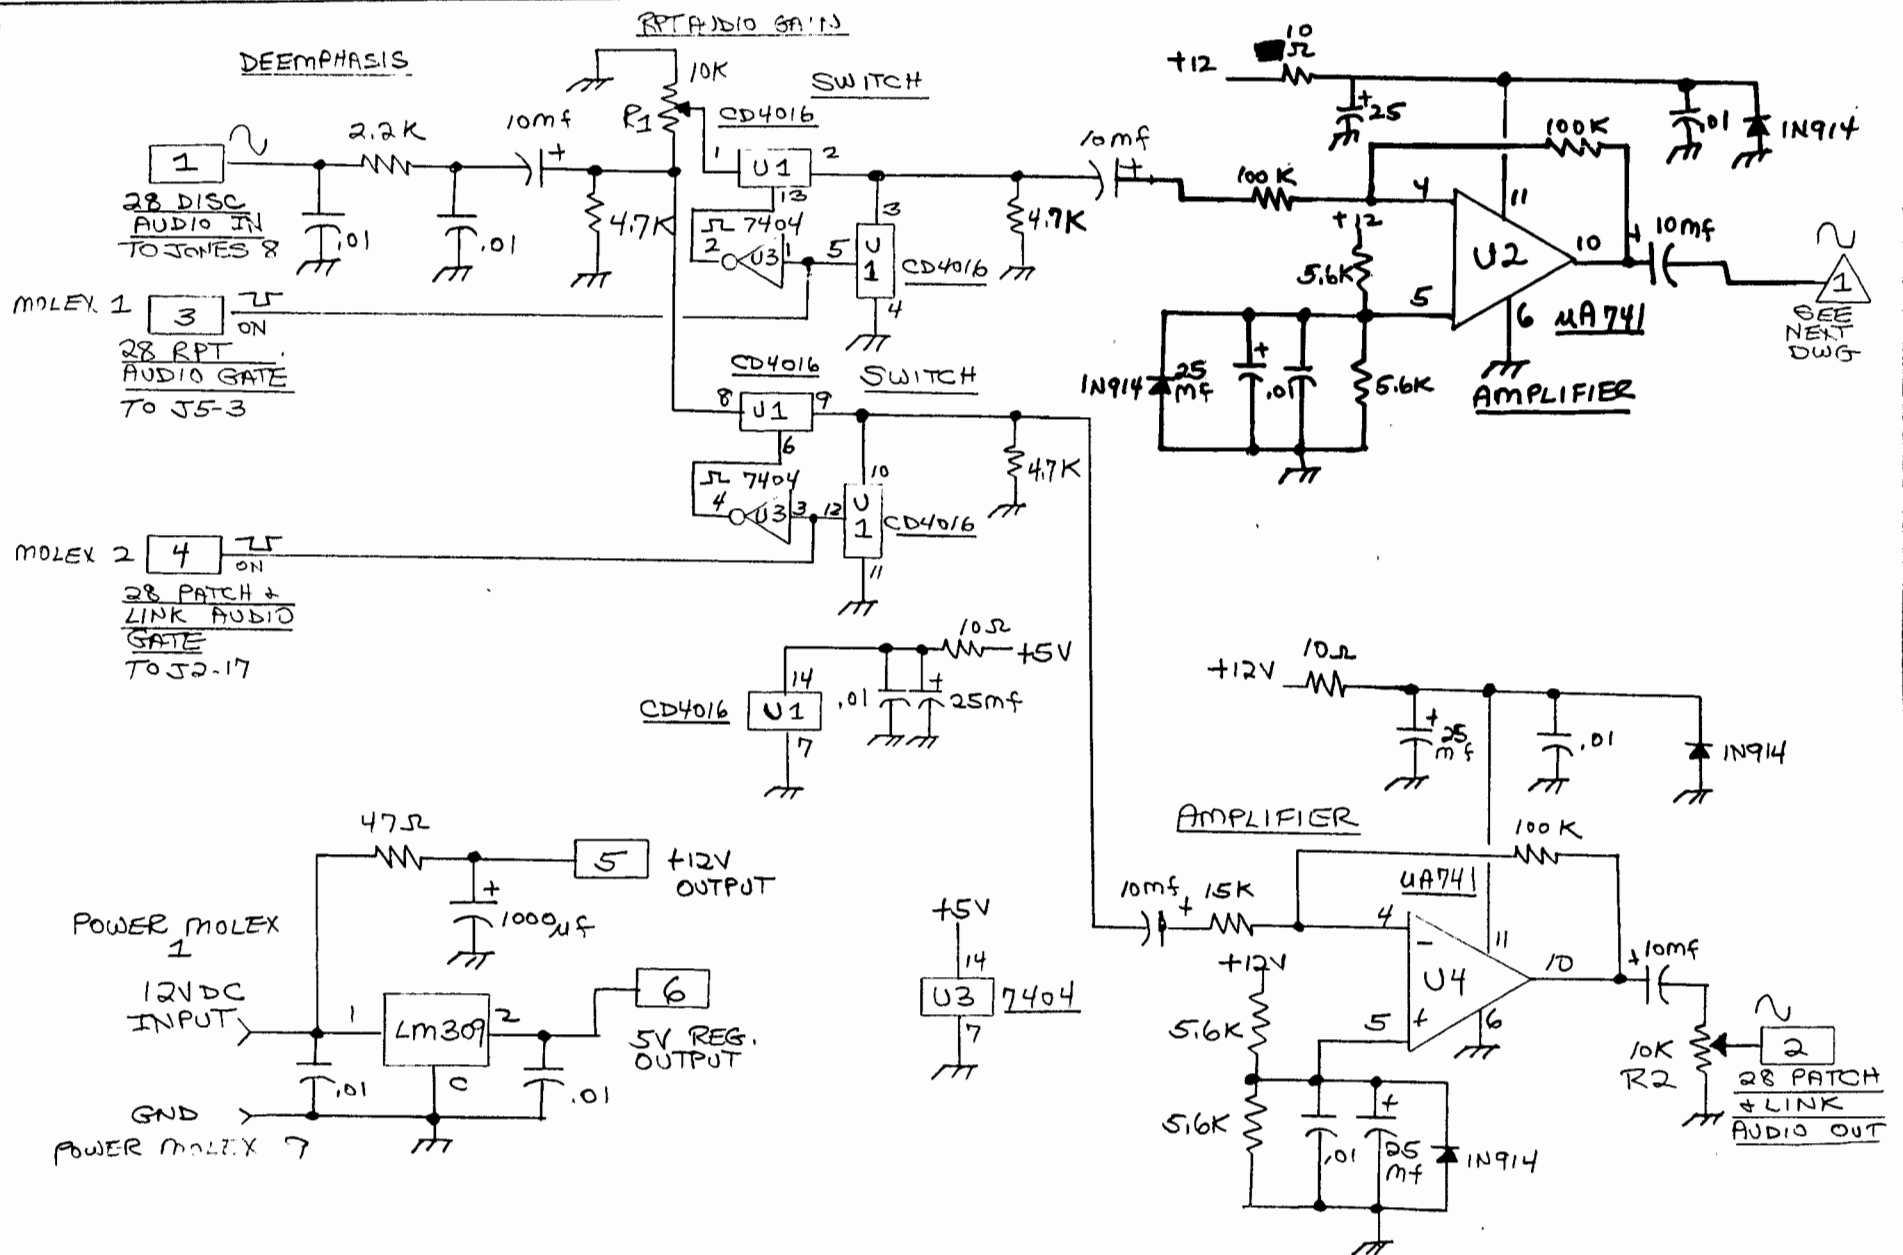 RPT AUDIO GAIN
DEEMPHASIS
10K
R1
SWITCH
CD4016
2.2K
10mf
+
1
28 DISC
AUDIO IN
TO JONES 8
.01
.01
4.7K
1
U1
2
13
Ω 7404
2
U3
1
5
3
U
1
4
CD4016
4.7K
10mf
+
MOLEX 1
3
ON
28 RPT
AUDIO GATE
TO J5-3
+12
10
Ω
+
25
.01
1N914
100K
100K
4
11
+12
5.6K
5
U2
10
6
μA741
AMPLIFIER
+
10mf
1
SEE
NEXT
DWG
1N914
25
mf
+
.01
5.6K
CD4016
SWITCH
8
U1
9
6
7404
4
U3
3
12
10
U
1
11
CD4016
4.7K
MOLEX 2
4
ON
28 PATCH &
LINK AUDIO
GATE
TO J2-17
10Ω
+5V
14
CD4016
U1
7
.01
+
25mf
+12V
10Ω
+
25
mf
.01
1N914
AMPLIFIER
100K
μA741
10mf
+
15K
4
-
11
U4
10
+12V
5.6K
5
+
6
+
10mf
10K
R2
2
28 PATCH
& LINK
AUDIO OUT
5.6K
.01
+
25
mf
1N914
47Ω
5
+12V
OUTPUT
+
1000μf
POWER MOLEX
1
12VDC
INPUT
1
LM309
2
C
6
5V REG.
OUTPUT
.01
.01
GND
POWER MOLEX 7
+5V
14
U3
7404
7